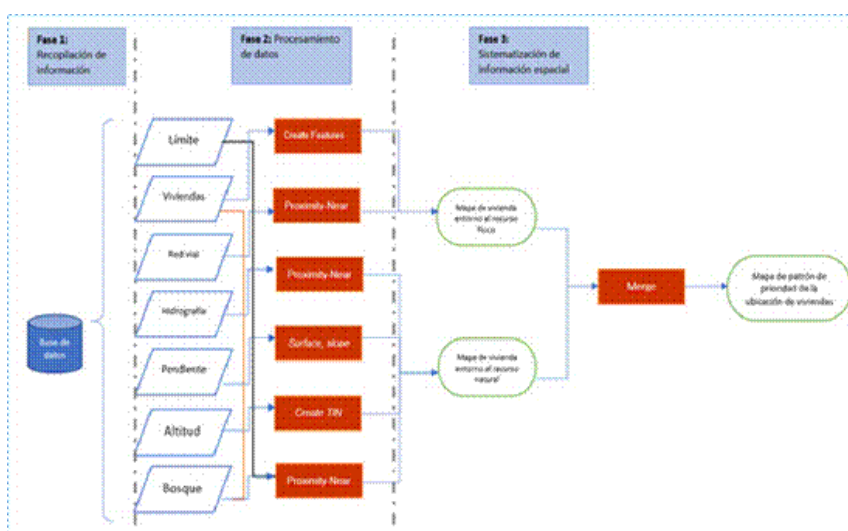 Fase 1:
Recopilación de
información
Fase 2: Procesamiento
de datos
Fase 3:
Sistematización de
información espacial
Base de
datos
Límite
Viviendas
Red vial
Hidrografía
Pendiente
Altitud
Bosque
Create Features
Proximity-Near
Proximity-Near
Surface, slope
Create TIN
Proximity-Near
Mapa de vivienda
entorno al recurso
físico
Mapa de vivienda
entorno al recurso
natural
Merge
Mapa de patrón de
prioridad de la
ubicación de viviendas